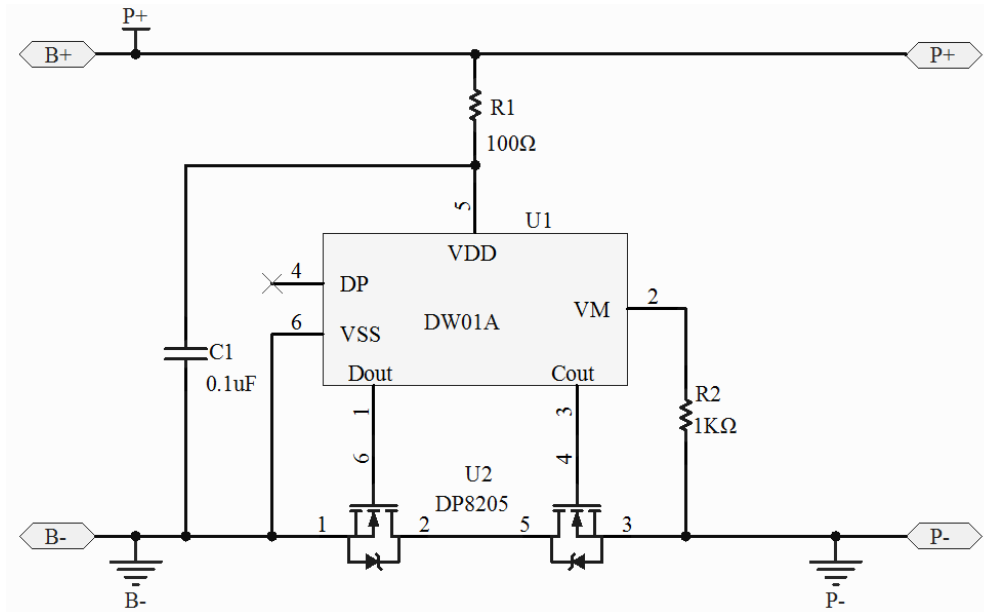 P+
B+
P+
R1
100Ω
5
U1
VDD
4
DP
2
VM
6
VSS
DW01A
C1
0.1uF
Dout
Cout
R2
1KΩ
1
3
6
4
U2
DP8205
B-
1
2
5
3
P-
B-
P-